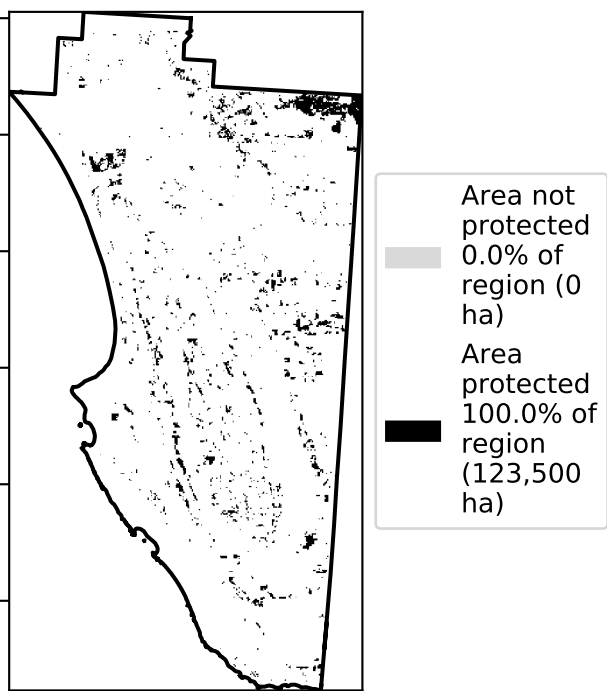 Area not
protected
0.0% of
region (0
ha)
Area
protected
100.0% of
region
(123,500
ha)